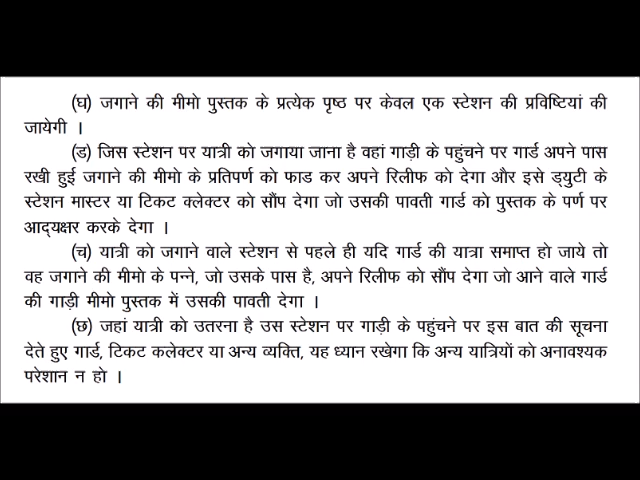 (घ) जगाने की मीमो पुस्तक के प्रत्येक पृष्ठ पर केवल एक स्टेशन की प्रविष्टियां की
जायेगी ।
(ड) जिस स्टेशन पर यात्री को जगाया जाना है वहां गाड़ी के पहुंचने पर गार्ड अपने पास
रखी हुई जगाने की मीमो के प्रतिपर्ण को फाड कर अपने रिलीफ को देगा और इसे ड्युटी के
स्टेशन मास्टर या टिकट क्लेक्टर को सौंप देगा जो उसकी पावती गार्ड को पुस्तक के पर्ण पर
आद्यक्षर करके देगा ।
(च) यात्री को जगाने वाले स्टेशन से पहले ही यदि गार्ड की यात्रा समाप्त हो जाये तो
वह जगाने की मीमो के पन्ने, जो उसके पास है, अपने रिलीफ को सौंप देगा जो आने वाले गार्ड
की गाड़ी मीमो पुस्तक में उसकी पावती देगा ।
(छ) जहां यात्री को उतरना है उस स्टेशन पर गाड़ी के पहुंचने पर इस बात की सूचना
देते हुए गार्ड, टिकट कलेक्टर या अन्य व्यक्ति, यह ध्यान रखेगा कि अन्य यात्रियों को अनावश्यक
परेशान न हो ।